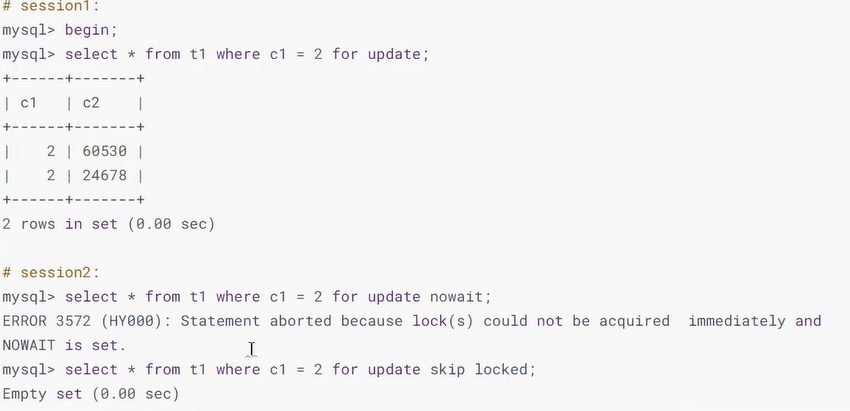 # session1:
mysql> begin;
mysql> select * from t1 where c1 = 2 for update;
+------+-------+
| c1   | c2    |
+------+-------+
|    2 | 60530 |
|    2 | 24678 |
+------+-------+
2 rows in set (0.00 sec)
# session2:
mysql> select * from t1 where c1 = 2 for update nowait;
ERROR 3572 (HY000): Statement aborted because lock(s) could not be acquired  immediately and
NOWAIT is set.
mysql> select * from t1 where c1 = 2 for update skip locked;
Empty set (0.00 sec)